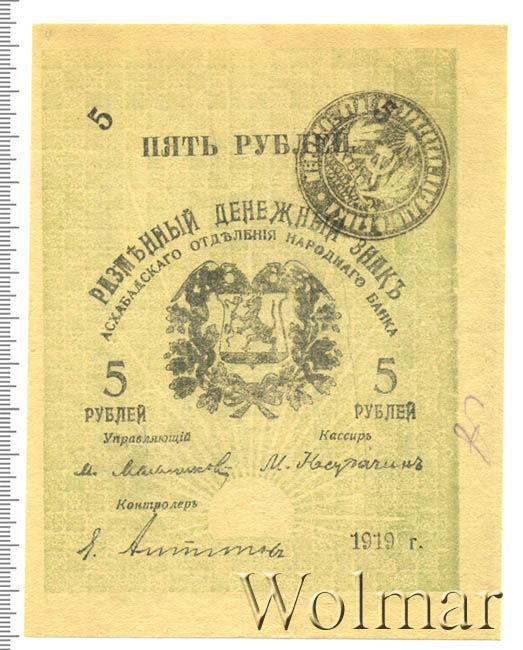 5
5
ПЯТЬ РУБЛЕЙ.
РАЗМѢННЫЙ ДЕНЕЖНЫЙ ЗНАКЪ
АСХАБАДСКАГО ОТДѢЛЕНІЯ НАРОДНАГО БАНКА
5
5
РУБЛЕЙ
РУБЛЕЙ
Управляющій
Кассиръ
М.
М.
Контролеръ
1919 г.
Wolmar